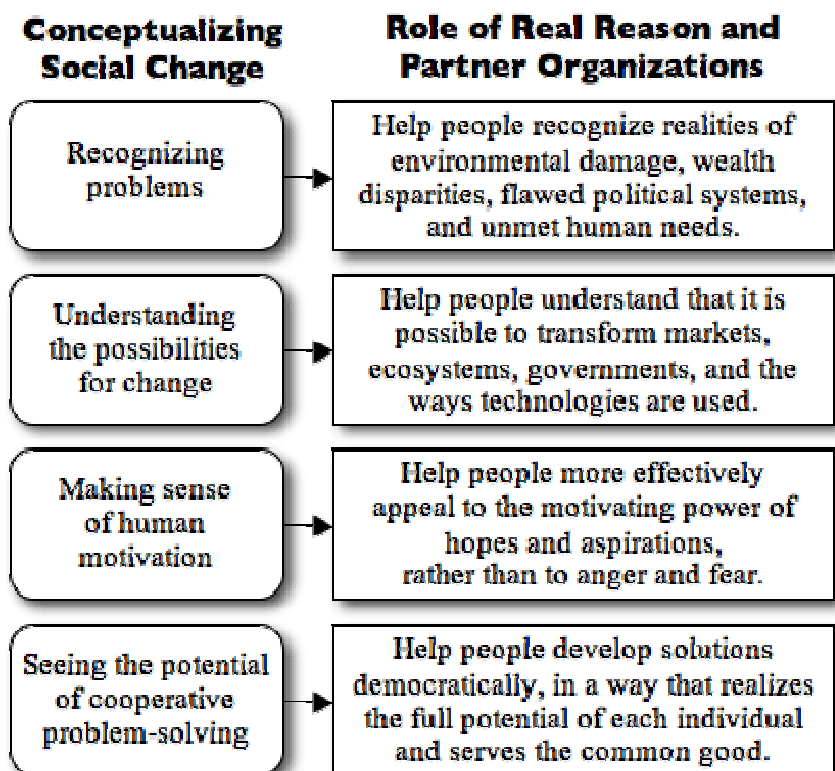 Conceptualizing
Social Change
Role of Real Reason and
Partner Organizations
Recognizing
problems
Help people recognize realities of
environmental damage, wealth
disparities, flawed political systems,
and unmet human needs.
Understanding
the possibilities
for change
Help people understand that it is
possible to transform markets,
ecosystems, governments, and the
ways technologies are used.
Making sense
of human
motivation
Help people more effectively
appeal to the motivating power of
hopes and aspirations,
rather than to anger and fear.
Seeing the potential
of cooperative
problem-solving
Help people develop solutions
democratically, in a way that realizes
the full potential of each individual
and serves the common good.